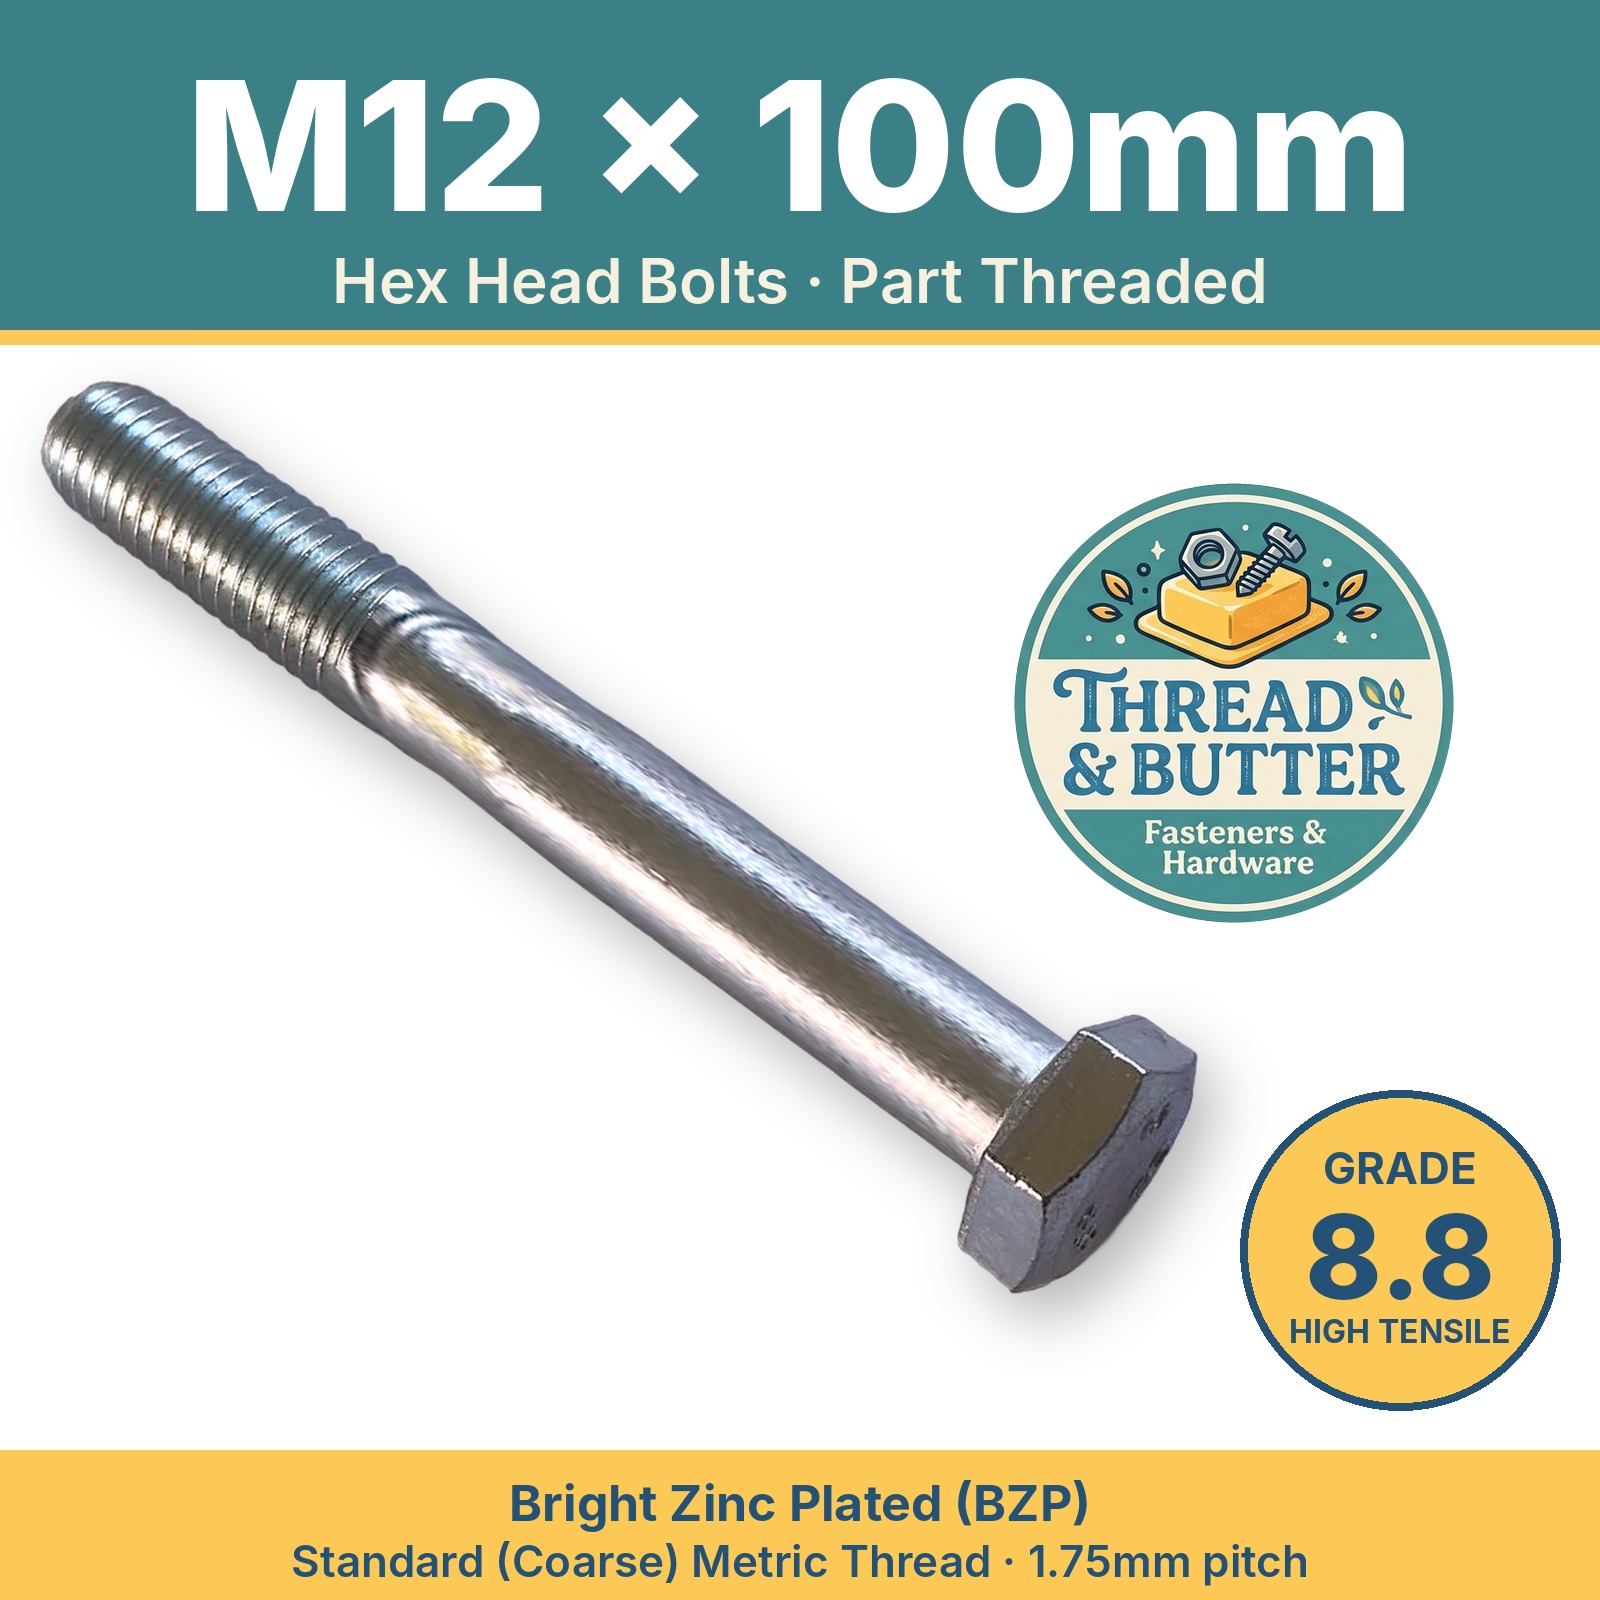 M12 × 100mm
Hex Head Bolts · Part Threaded
THREAD
& BUTTER
Fasteners &
Hardware
GRADE
8.8
HIGH TENSILE
Bright Zinc Plated (BZP)
Standard (Coarse) Metric Thread · 1.75mm pitch